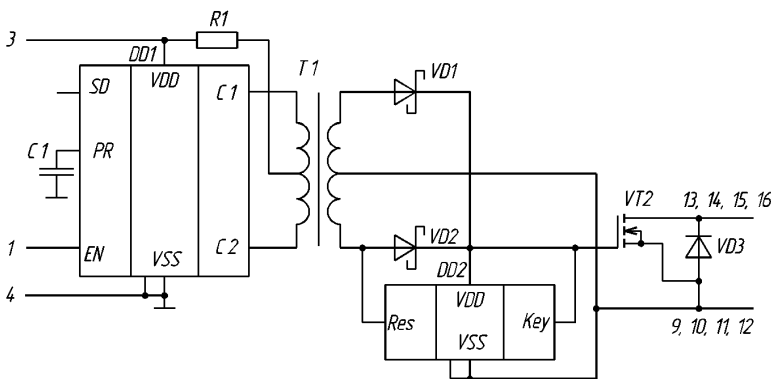 R1
3
DD1
T1
VD1
VDD
SD
C1
C1
PR
VT2
13, 14, 15, 16
VD2
VD3
1
EN
VSS
C2
DD2
4
VDD
Res
Key
VSS
9, 10, 11, 12